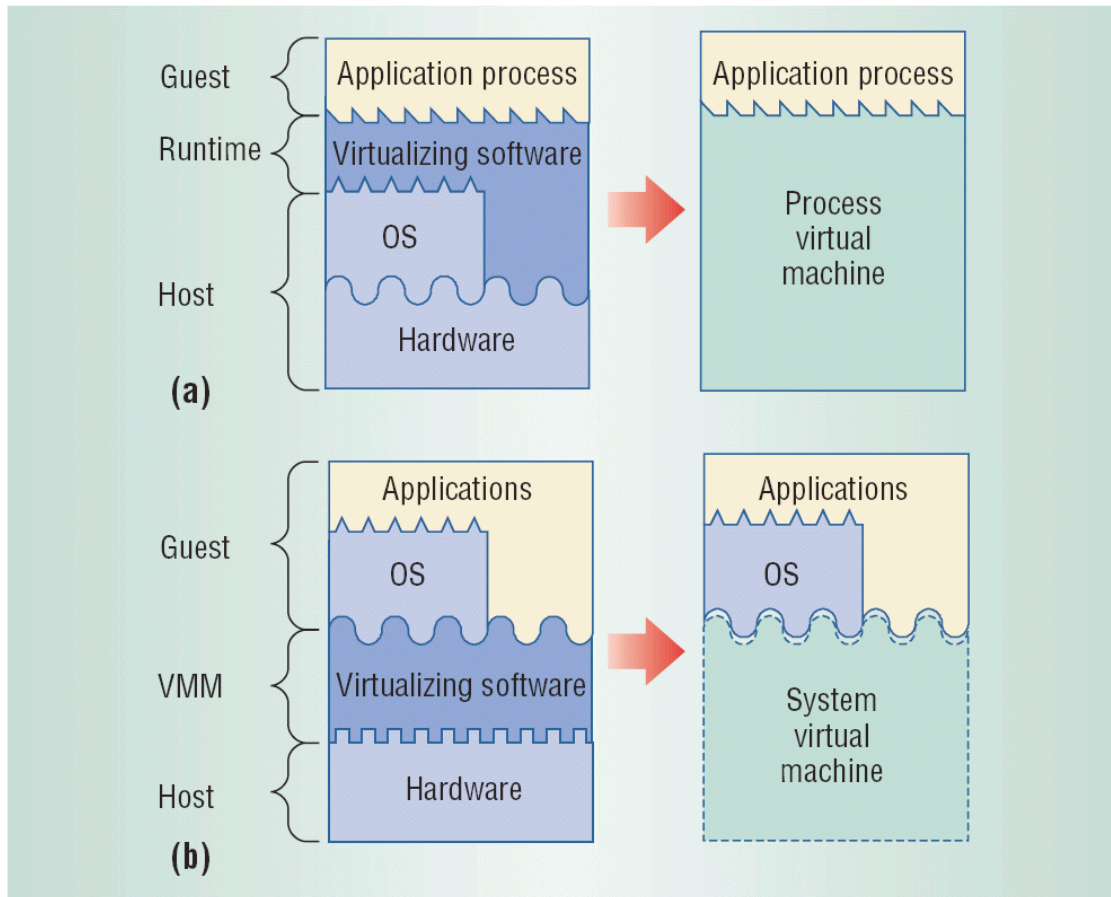 Guest
Application process
Runtime
Virtualizing software
OS
Host
Hardware
(a)
Application process
Process
virtual
machine
Guest
Applications
OS
VMM
Virtualizing software
Host
Hardware
(b)
Applications
OS
System
virtual
machine